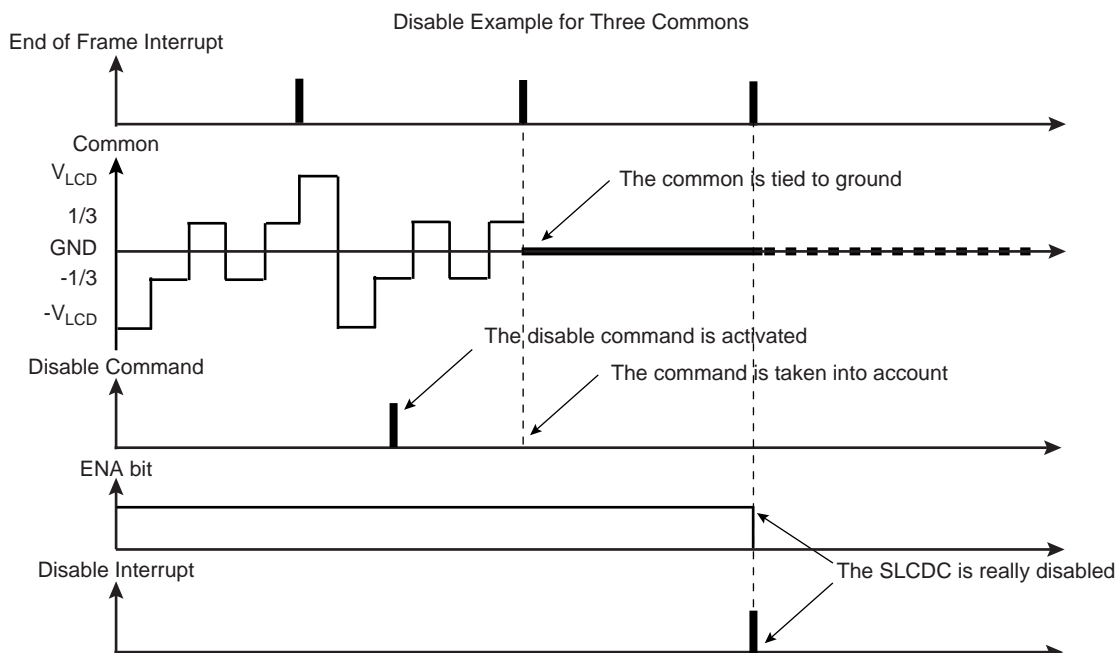 Disable Example for Three Commons
End of Frame Interrupt
Common
VLCD
The common is tied to ground
1/3
GND
-1/3
-VLCD
The disable command is activated
Disable Command
The command is taken into account
ENA bit
Disable Interrupt
The SLCDC is really disabled